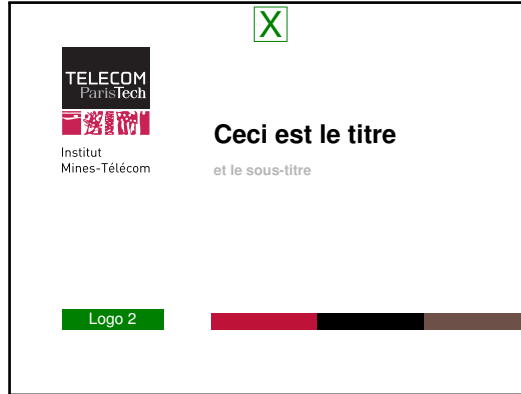 X
TELECOM
ParisTech
Institut
Mines-Télécom
Ceci est le titre
et le sous-titre
Logo 2